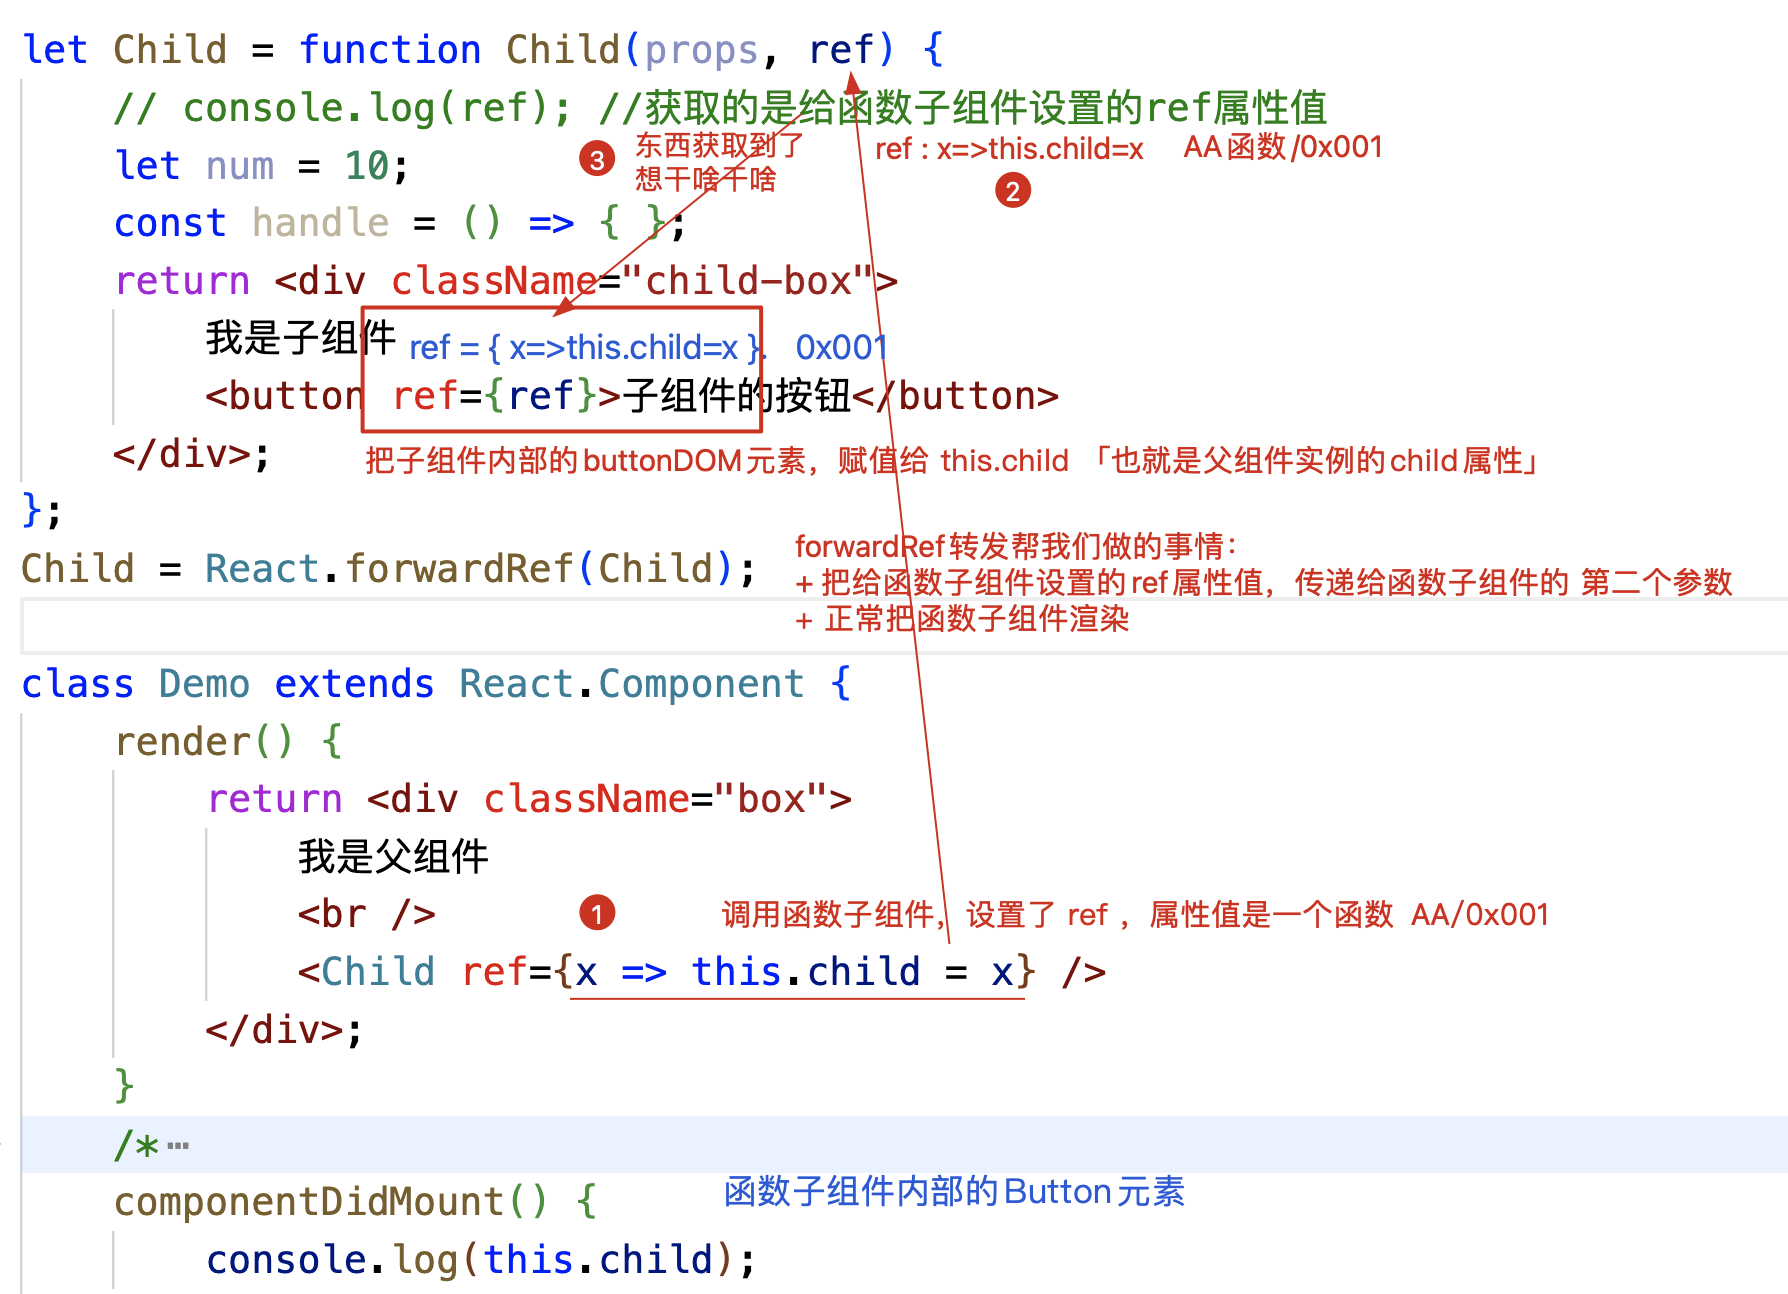 let Child = function Child(props, ref) {
// console.log(ref); //获取的是给函数子组件设置的ref属性值
3 东西获取到了
想干啥干啥
ref : x=>this.child=x AA函数/0x001
2
let num = 10;
const handle = () => { };
return <div className="child-box">
我是子组件
ref = { x=>this.child=x }. 0x001
<button ref={ref}>子组件的按钮</button>
</div>;
把子组件内部的buttonDOM元素，赋值给 this.child 「也就是父组件实例的child属性」
};
Child = React.forwardRef(Child);
forwardRef转发帮我们做的事情：
+ 把给函数子组件设置的ref属性值，传递给函数子组件的 第二个参数
+ 正常把函数子组件渲染
class Demo extends React.Component {
render() {
return <div className="box">
我是父组件
<br />
1 调用函数子组件，设置了 ref ，属性值是一个函数 AA/0x001
<Child ref={x => this.child = x} />
</div>;
}
/*…
componentDidMount() {
函数子组件内部的Button元素
console.log(this.child);